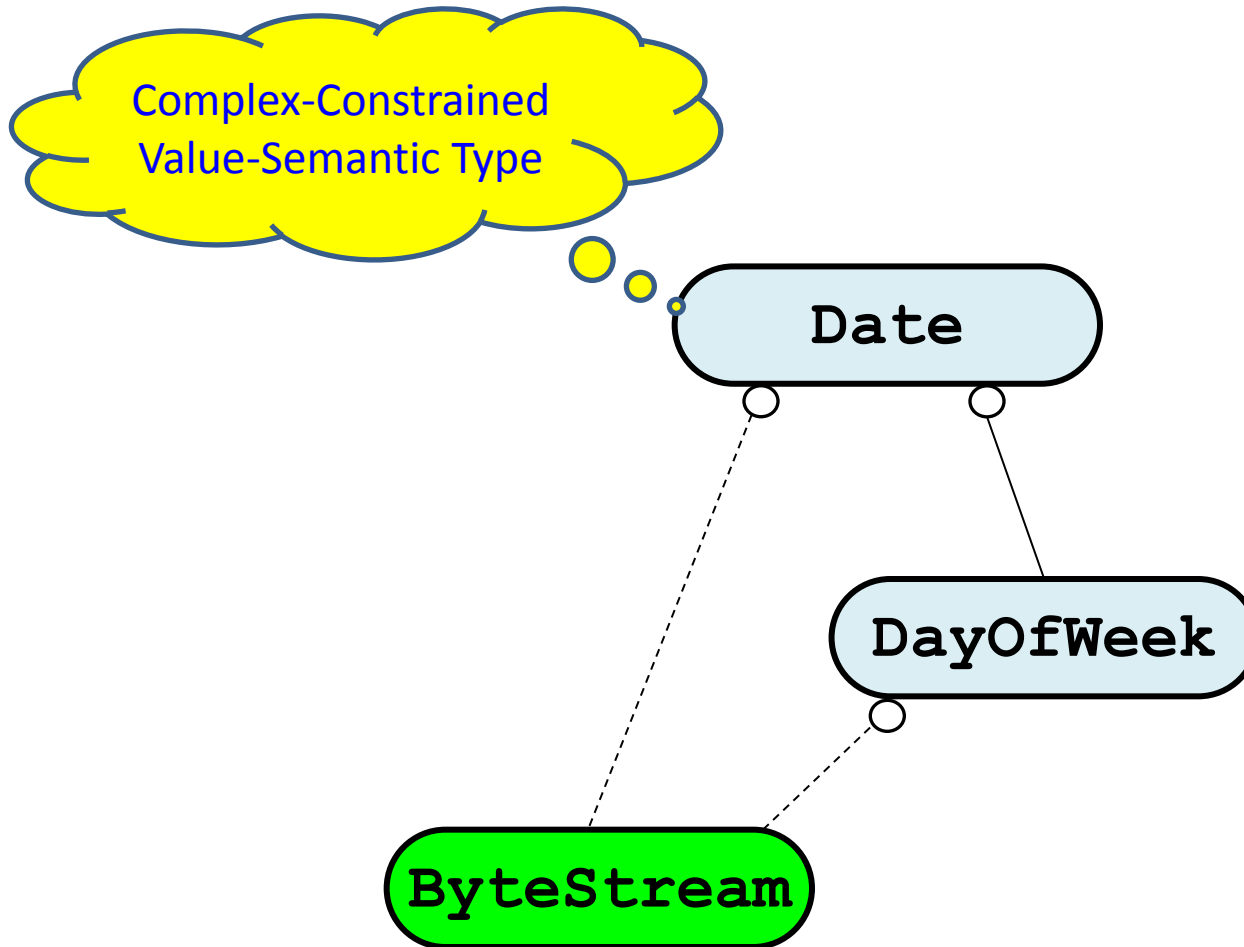 Complex-Constrained
Value-Semantic Type
Date
DayOfWeek
ByteStream